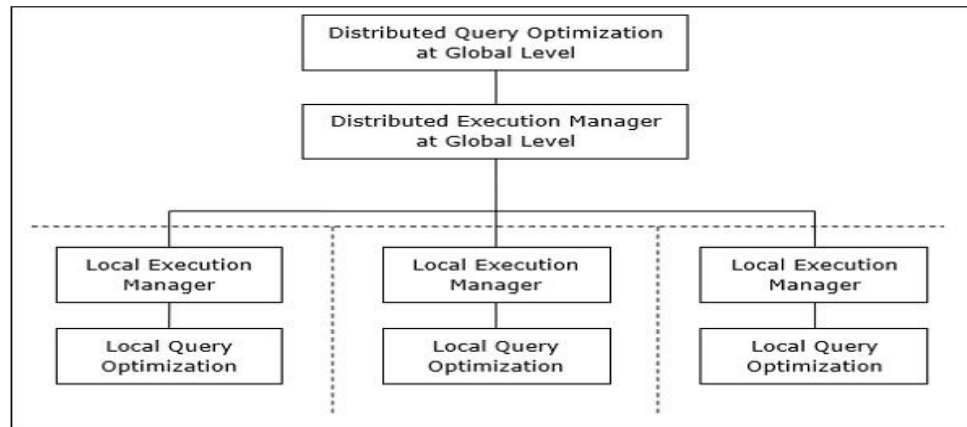 Distributed Query Optimization
at Global Level
Distributed Execution Manager
at Global Level
Local Execution
Manager
Local Execution
Manager
Local Execution
Manager
Local Query
Optimization
Local Query
Optimization
Local Query
Optimization